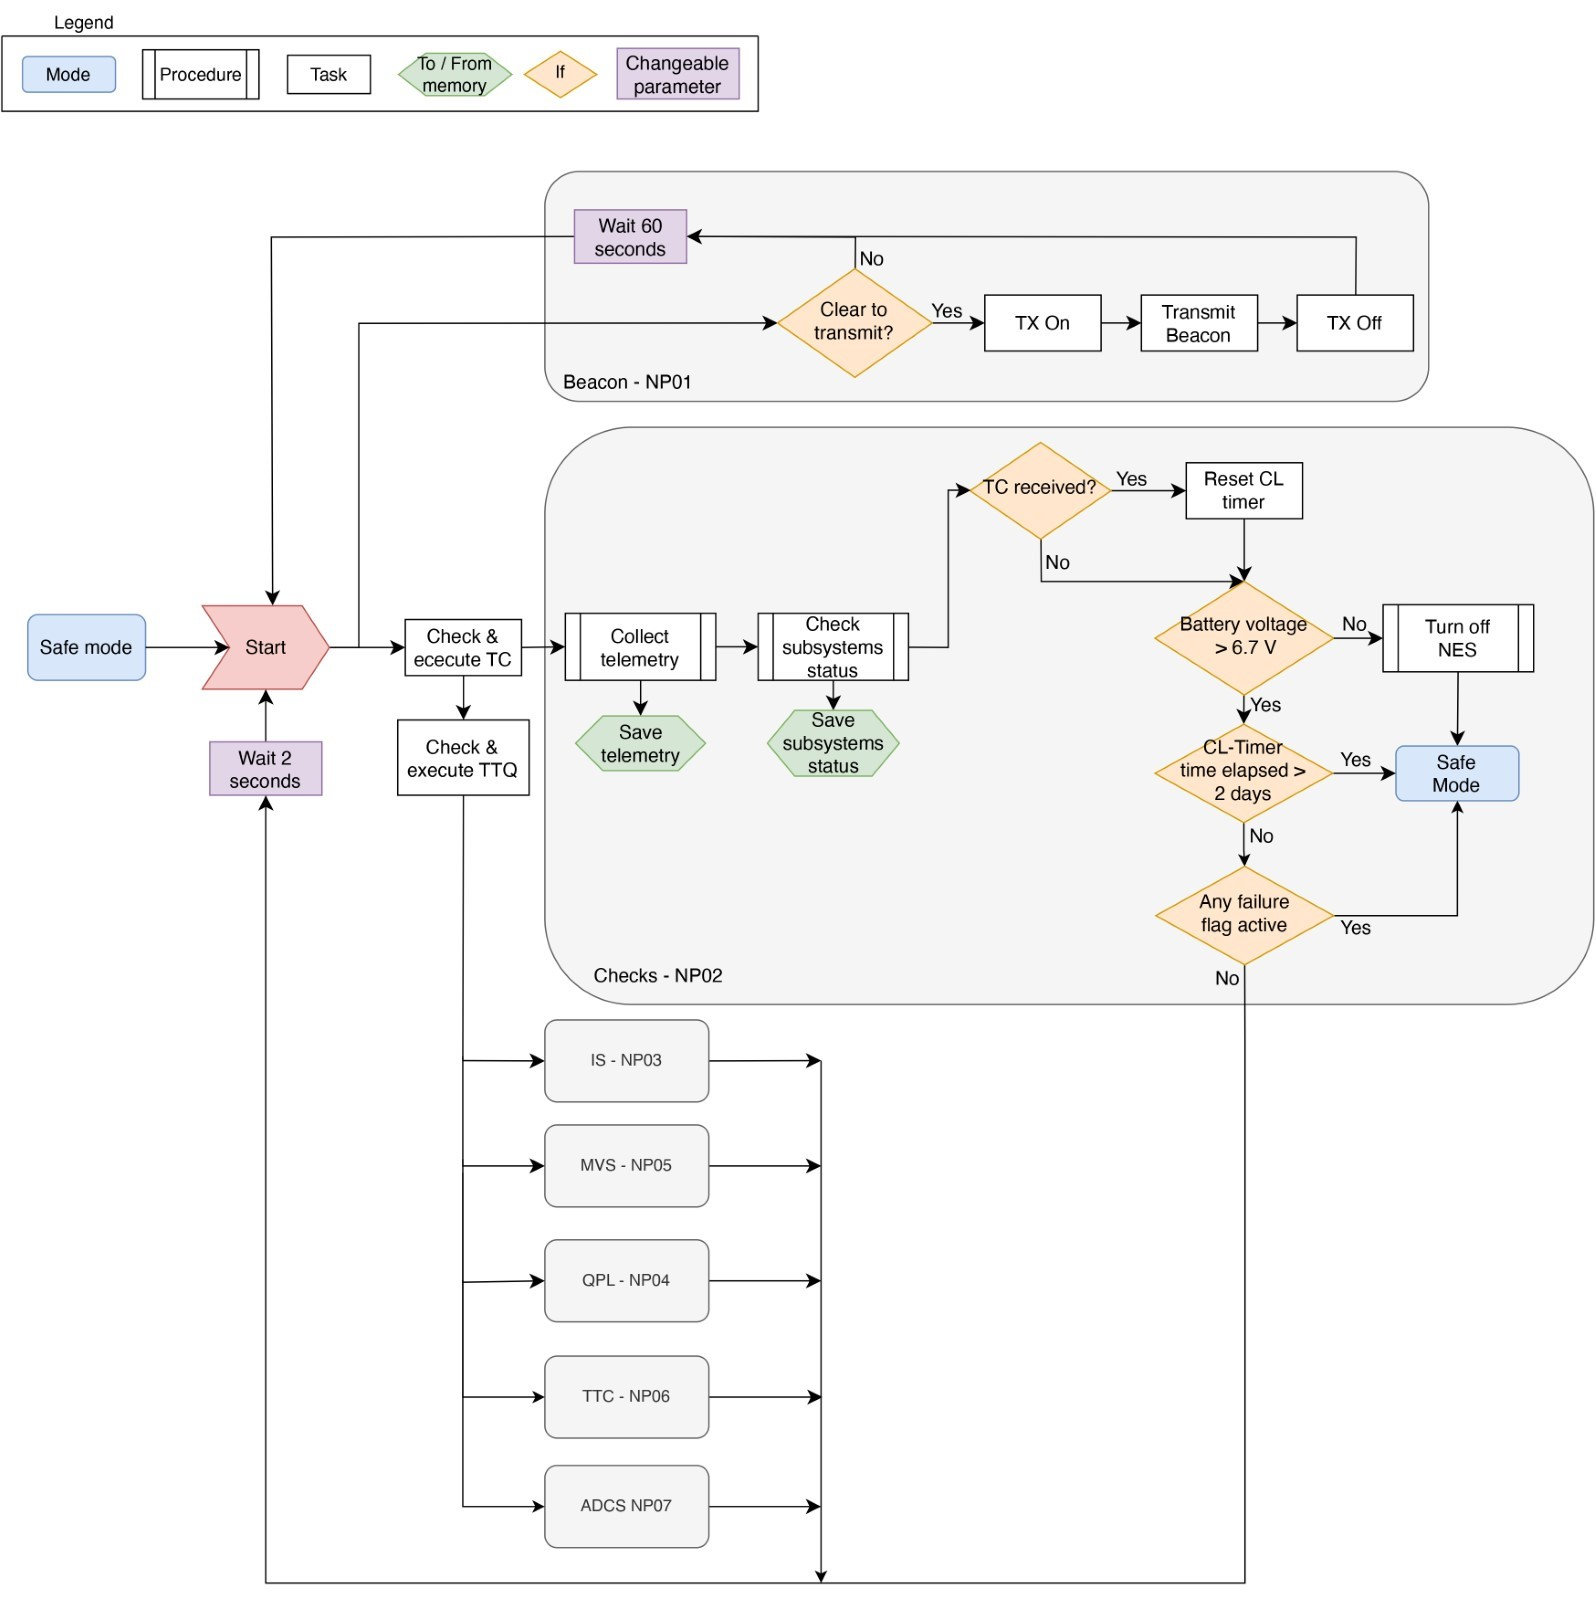 Legend
Mode
Procedure
Task
To / From
memory
If
Changeable
parameter
Wait 60
seconds
No
Clear to
transmit?
Yes
TX On
Transmit
Beacon
TX Off
Beacon - NP01
TC received?
Yes
Reset CL
timer
No
Safe mode
Start
Check &
ececute TC
Collect
telemetry
Check
subsystems
status
Battery voltage
> 6.7 V
No
Turn off
NES
Yes
Wait 2
seconds
Check &
execute TTQ
Save
telemetry
Save
subsystems
status
CL-Timer
time elapsed >
2 days
Yes
Safe
Mode
No
Any failure
flag active
Yes
No
Checks - NP02
IS - NP03
MVS - NP05
QPL - NP04
TTC - NP06
ADCS NP07